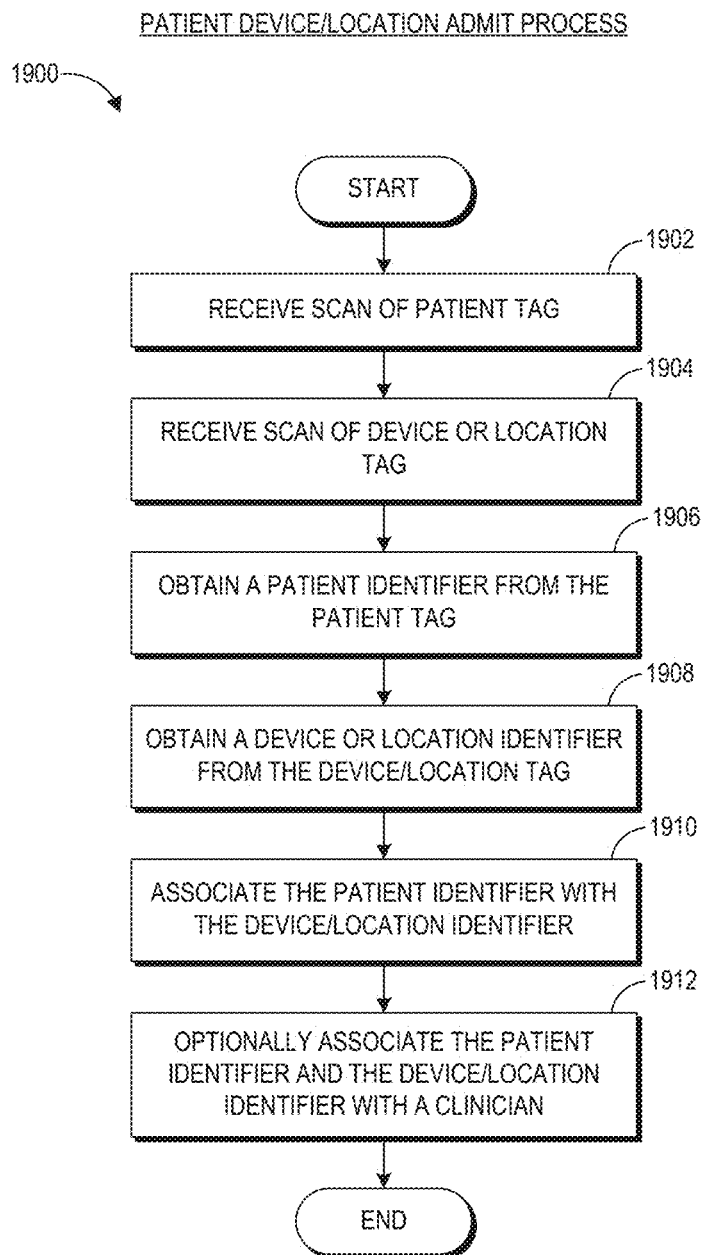 PATIENT DEVICE/LOCATION ADMIT PROCESS
1900
START
1902
RECEIVE SCAN OF PATIENT TAG
1904
RECEIVE SCAN OF DEVICE OR LOCATION
TAG
1906
OBTAIN A PATIENT IDENTIFIER FROM THE
PATIENT TAG
1908
OBTAIN A DEVICE OR LOCATION IDENTIFIER
FROM THE DEVICE/LOCATION TAG
1910
ASSOCIATE THE PATIENT IDENTIFIER WITH
THE DEVICE/LOCATION IDENTIFIER
1912
OPTIONALLY ASSOCIATE THE PATIENT
IDENTIFIER AND THE DEVICE/LOCATION
IDENTIFIER WITH A CLINICIAN
END